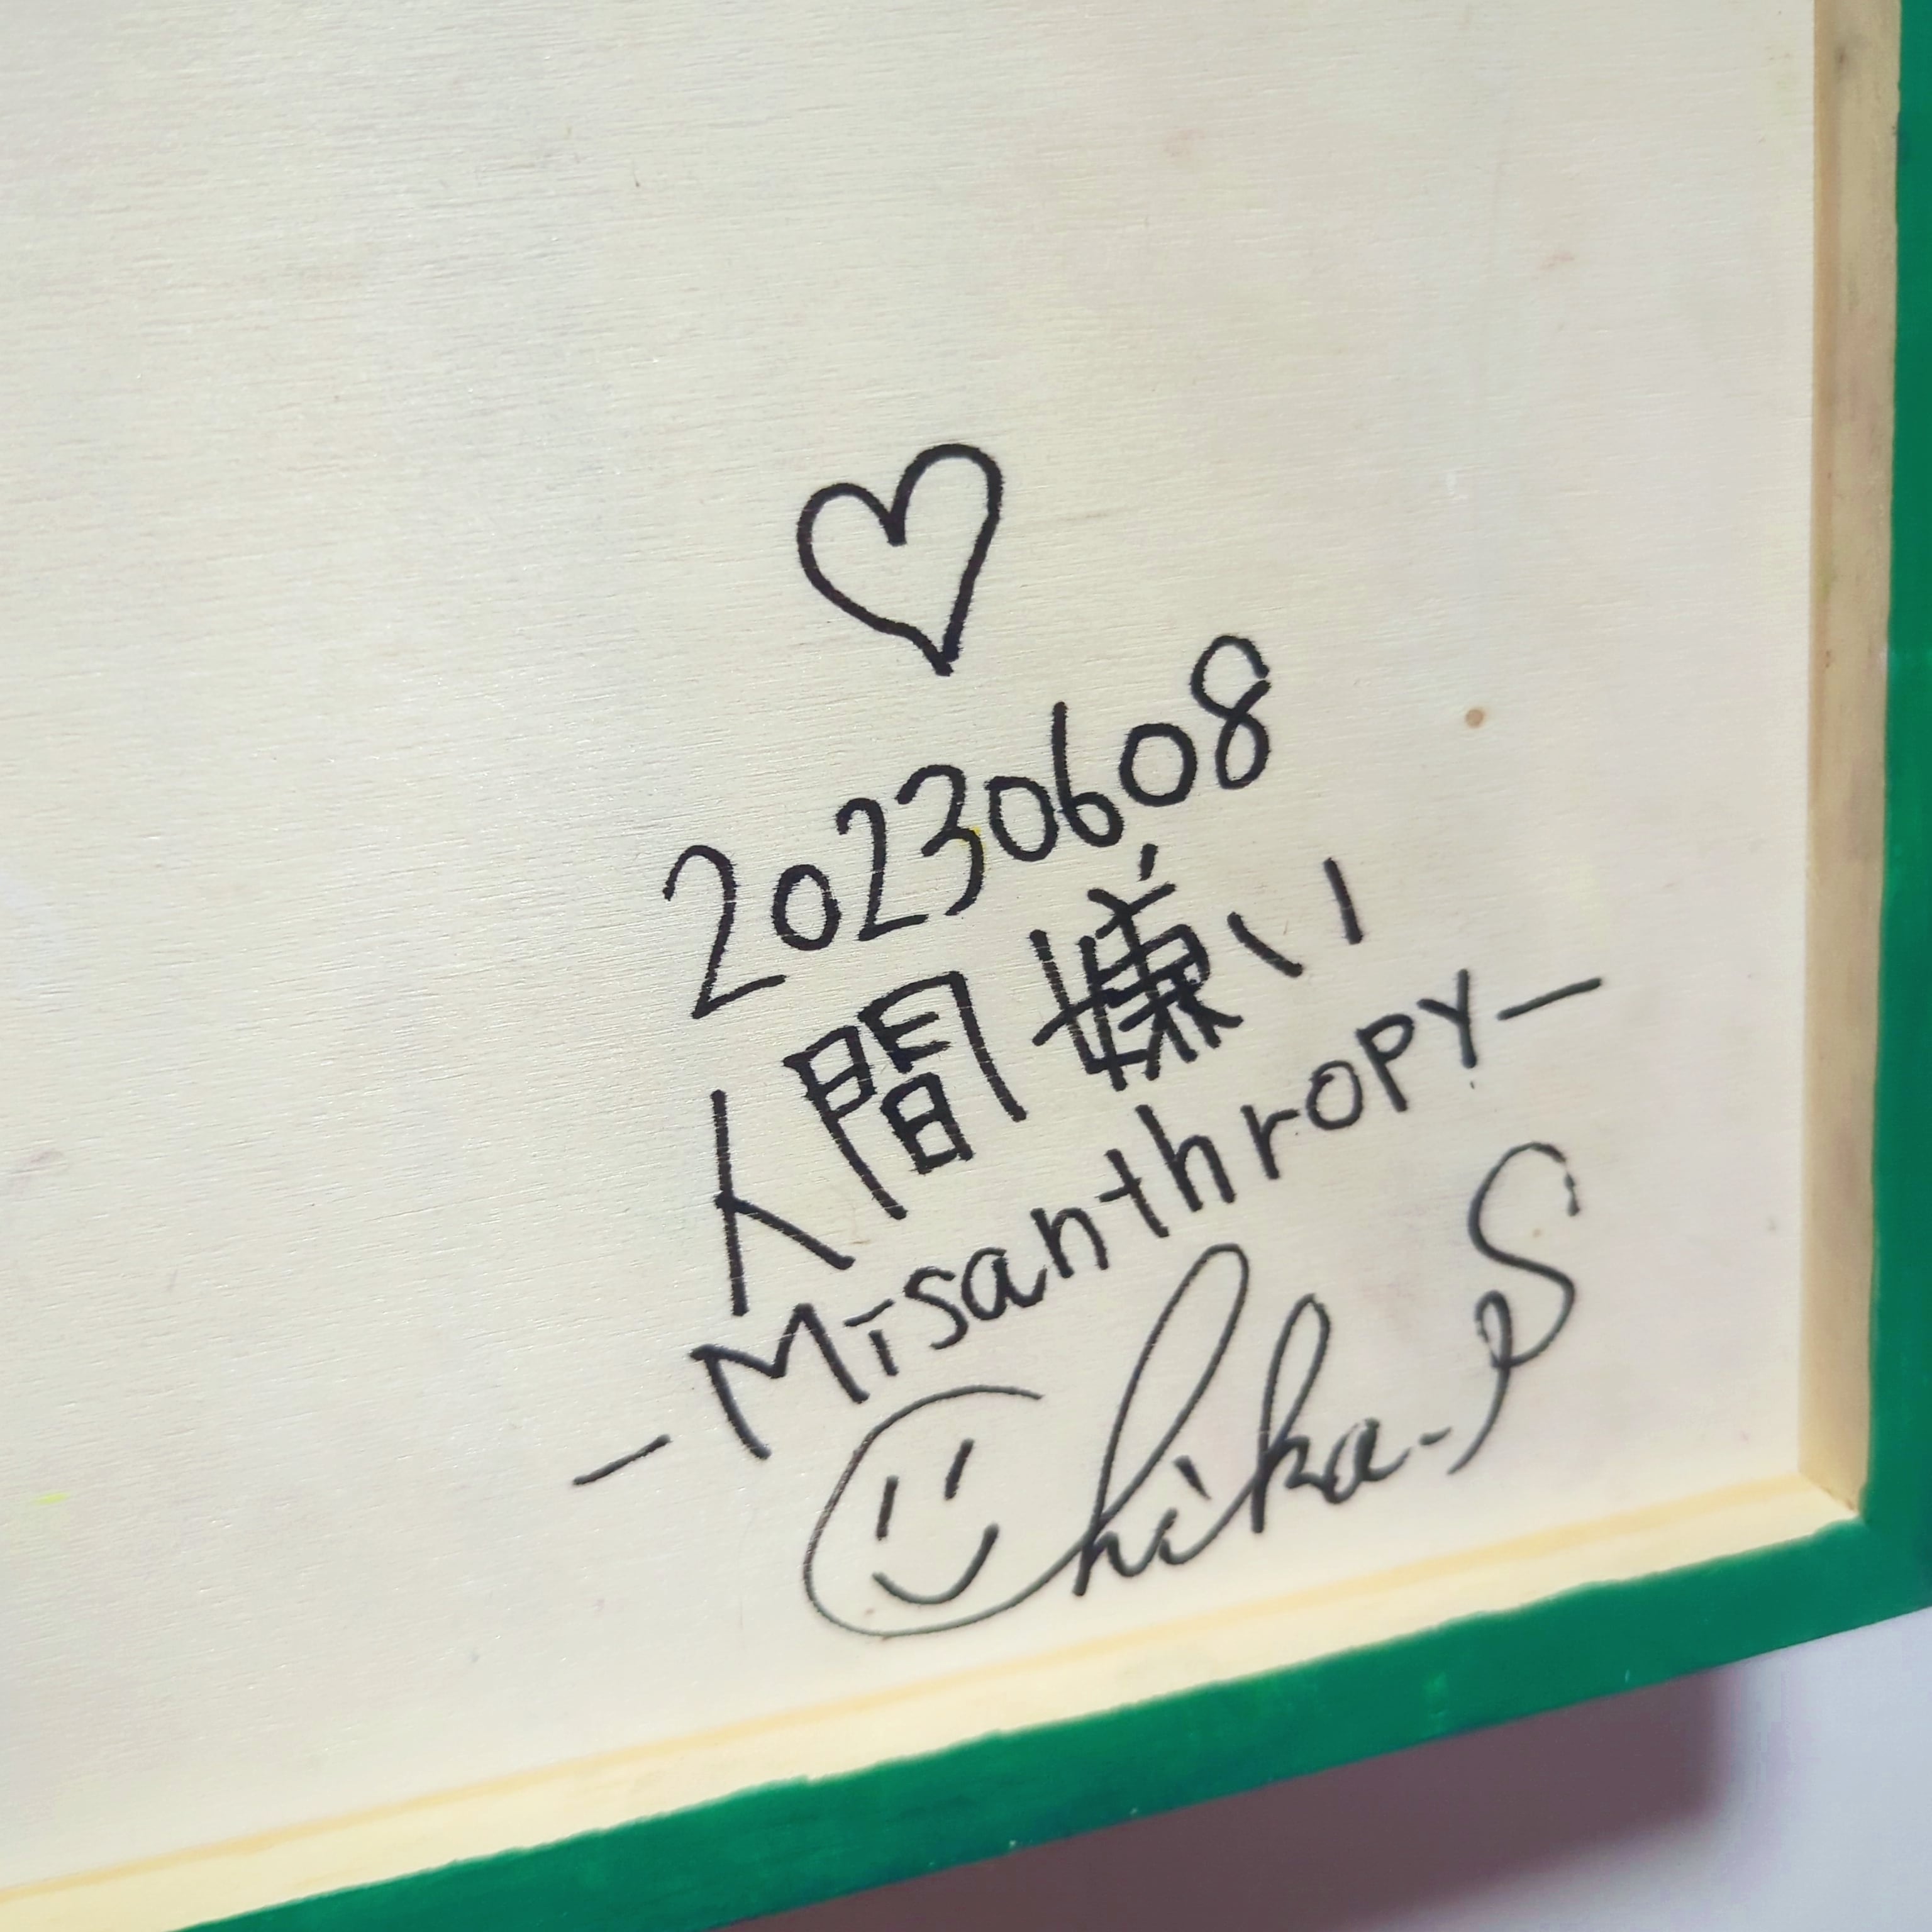 20230608
人間嫌い
-Misanthropy-
Chika.S